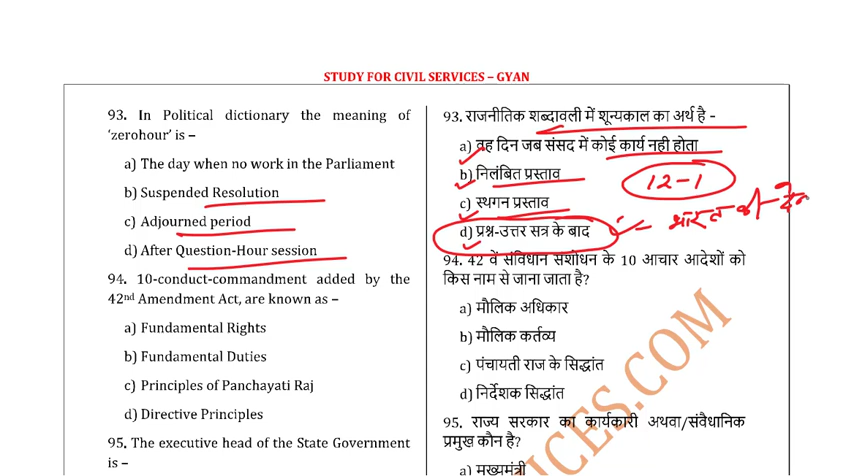 STUDY FOR CIVIL SERVICES – GYAN
93. In Political dictionary the meaning of
'zerohour' is –
a) The day when no work in the Parliament
b) Suspended Resolution
c) Adjourned period
d) After Question-Hour session
94. 10-conduct-commandment added by the
42nd Amendment Act, are known as –
a) Fundamental Rights
b) Fundamental Duties
c) Principles of Panchayati Raj
d) Directive Principles
95. The executive head of the State Government
is –
93. राजनीतिक शब्दावली में शून्यकाल का अर्थ है -
a) वह दिन जब संसद में कोई कार्य नही होता
b) निलंबित प्रस्ताव
c) स्थगन प्रस्ताव
d) प्रश्न-उत्तर सत्र के बाद
12-1
भारत की देन
94. 42 वें संविधान संशोधन के 10 आचार आदेशों को
किस नाम से जाना जाता है?
a) मौलिक अधिकार
b) मौलिक कर्तव्य
c) पंचायती राज के सिद्धांत
d) निर्देशक सिद्धांत
95. राज्य सरकार का कार्यकारी अथवा/संवैधानिक
प्रमुख कौन है?
a) मुख्यमंत्री
ICES.COM